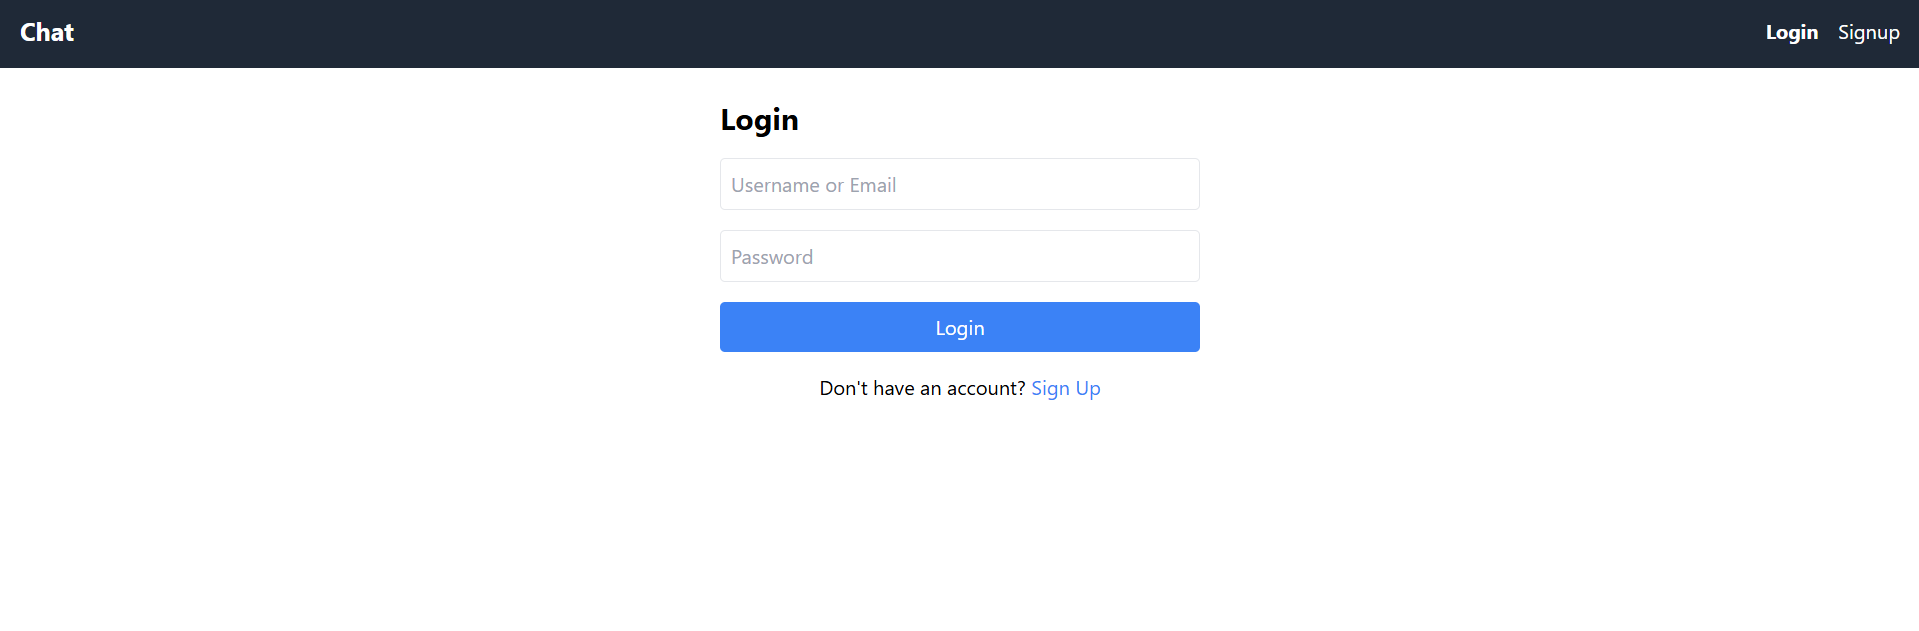 Chat
Login
Signup
Login
Username or Email
Password
Login
Don't have an account? Sign Up